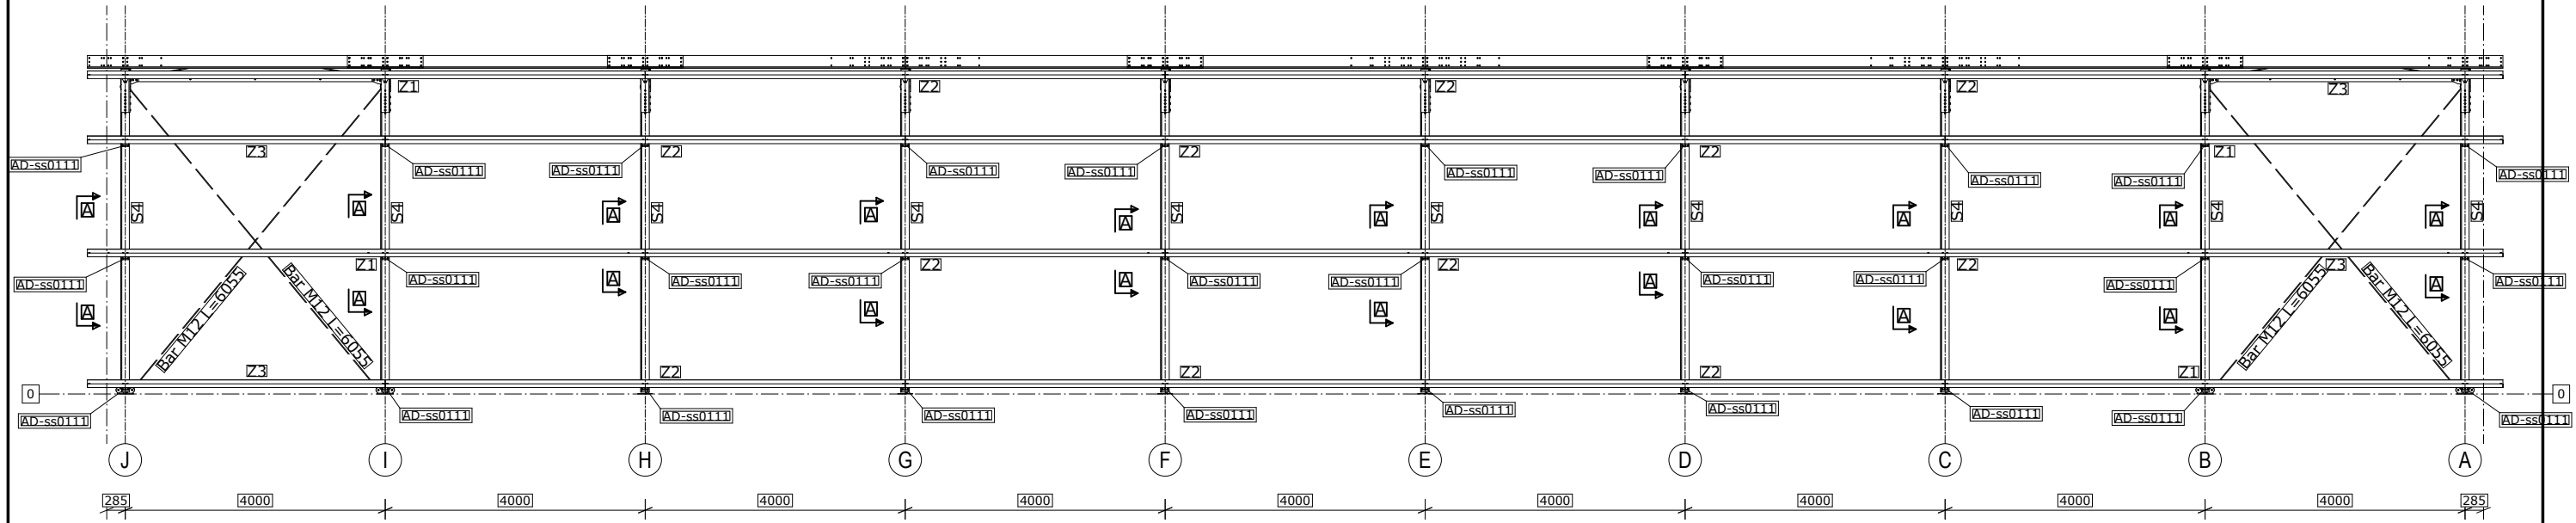 Z1 Z2 Z2 Z2 Z3
Z3 Z2 Z2 Z2 Z1
AD-ss0111 AD-ss0111 AD-ss0111 AD-ss0111 AD-ss0111 AD-ss0111 AD-ss0111 AD-ss0111 AD-ss0111 AD-ss0111
A S4 A S4 A S4 A S4 A S4 A S4 A S4 A S4 A S4 A S4
Z1 Z2 Z2 Z2 Z3
AD-ss0111 AD-ss0111 AD-ss0111 AD-ss0111 AD-ss0111 AD-ss0111 AD-ss0111 AD-ss0111 AD-ss0111 AD-ss0111
A A A A A A A A A A
Bar M12 L=6055 Bar M12 L=6055 Bar M12 L=6055 Bar M12 L=6055
Z3 Z2 Z2 Z2 Z1
0 0
AD-ss0111 AD-ss0111 AD-ss0111 AD-ss0111 AD-ss0111 AD-ss0111 AD-ss0111 AD-ss0111 AD-ss0111 AD-ss0111
J I H G F E D C B A
285 4000 4000 4000 4000 4000 4000 4000 4000 4000 285